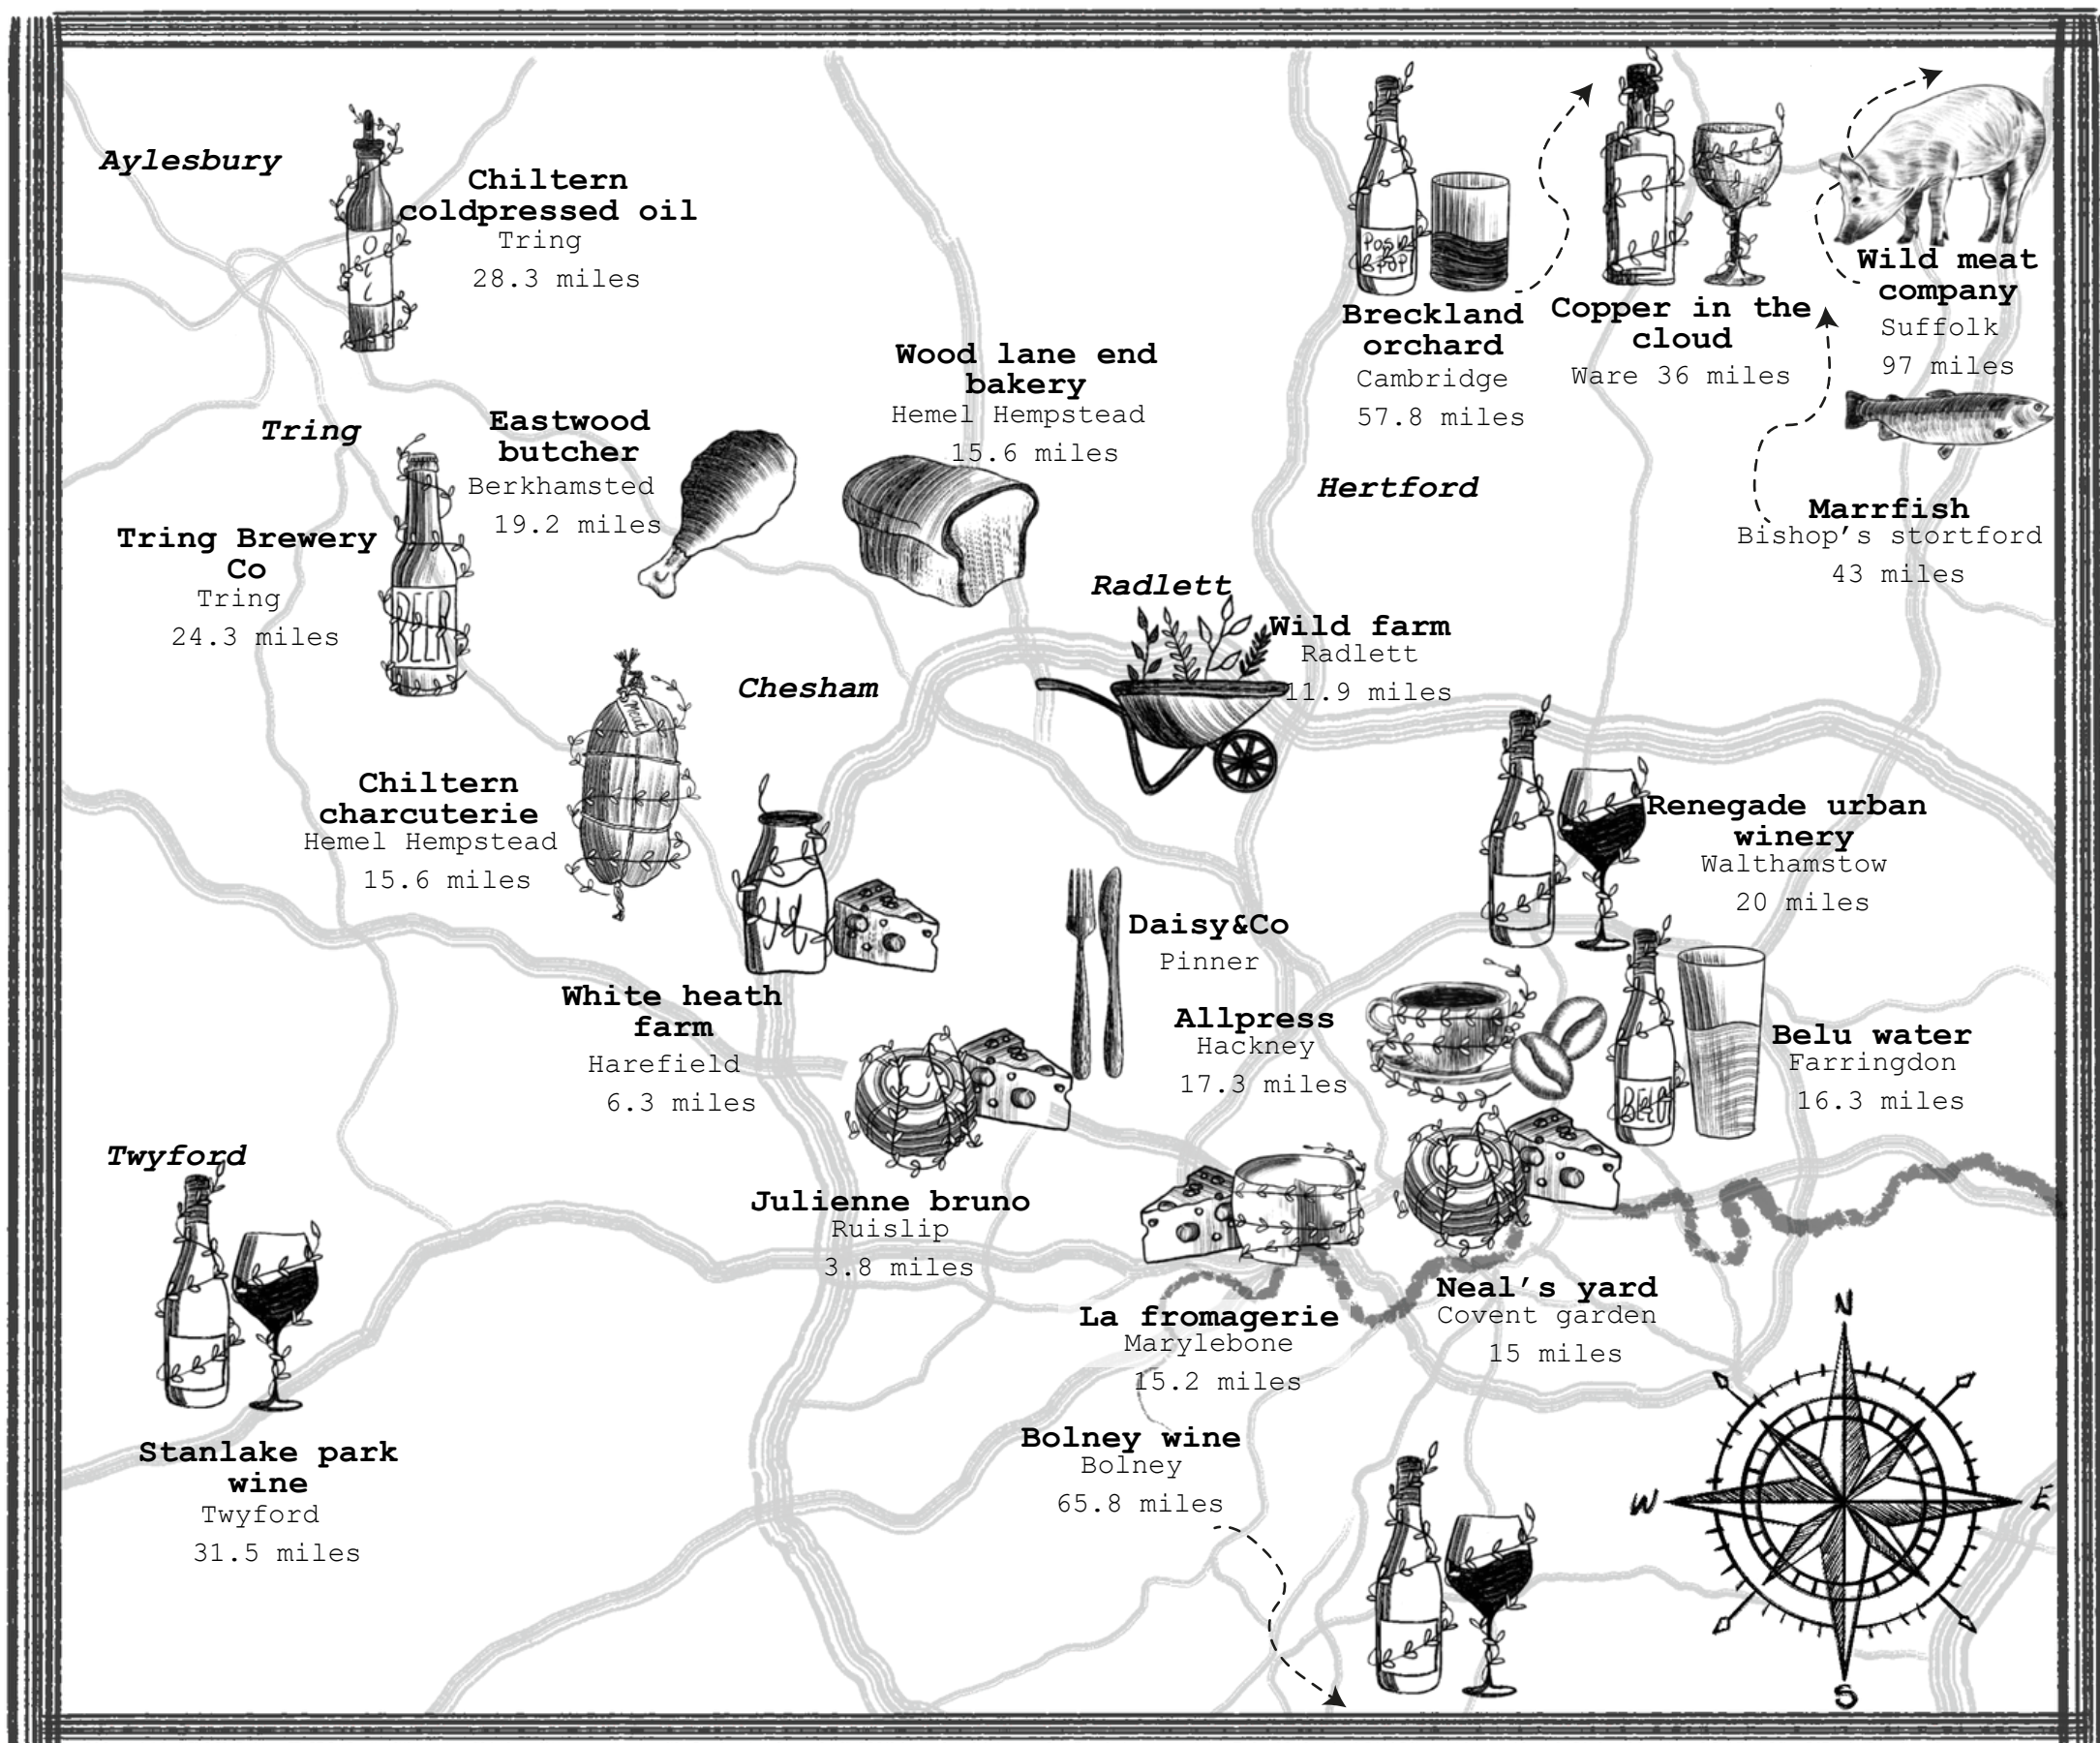 Aylesbury
Chiltern
coldpressed oil
Tring
28.3 miles
OIL
Posh
POP
Breckland
orchard
Cambridge
57.8 miles
Copper in the
cloud
Ware 36 miles
Wild meat
company
Suffolk
97 miles
Wood lane end
bakery
Hemel Hempstead
15.6 miles
Eastwood
butcher
Berkhamsted
19.2 miles
Tring
Hertford
Marrfish
Bishop's stortford
43 miles
Tring Brewery
Co
Tring
24.3 miles
BEER
Radlett
Wild farm
Radlett
11.9 miles
Chesham
Meat
Chiltern
charcuterie
Hemel Hempstead
15.6 miles
Renegade urban
winery
Walthamstow
20 miles
M
Daisy&Co
Pinner
White heath
farm
Harefield
6.3 miles
Allpress
Hackney
17.3 miles
BELU
Belu water
Farringdon
16.3 miles
Twyford
Julienne bruno
Ruislip
3.8 miles
La fromagerie
Marylebone
15.2 miles
Neal's yard
Covent garden
15 miles
Bolney wine
Bolney
65.8 miles
Stanlake park
wine
Twyford
31.5 miles
N
W
E
S